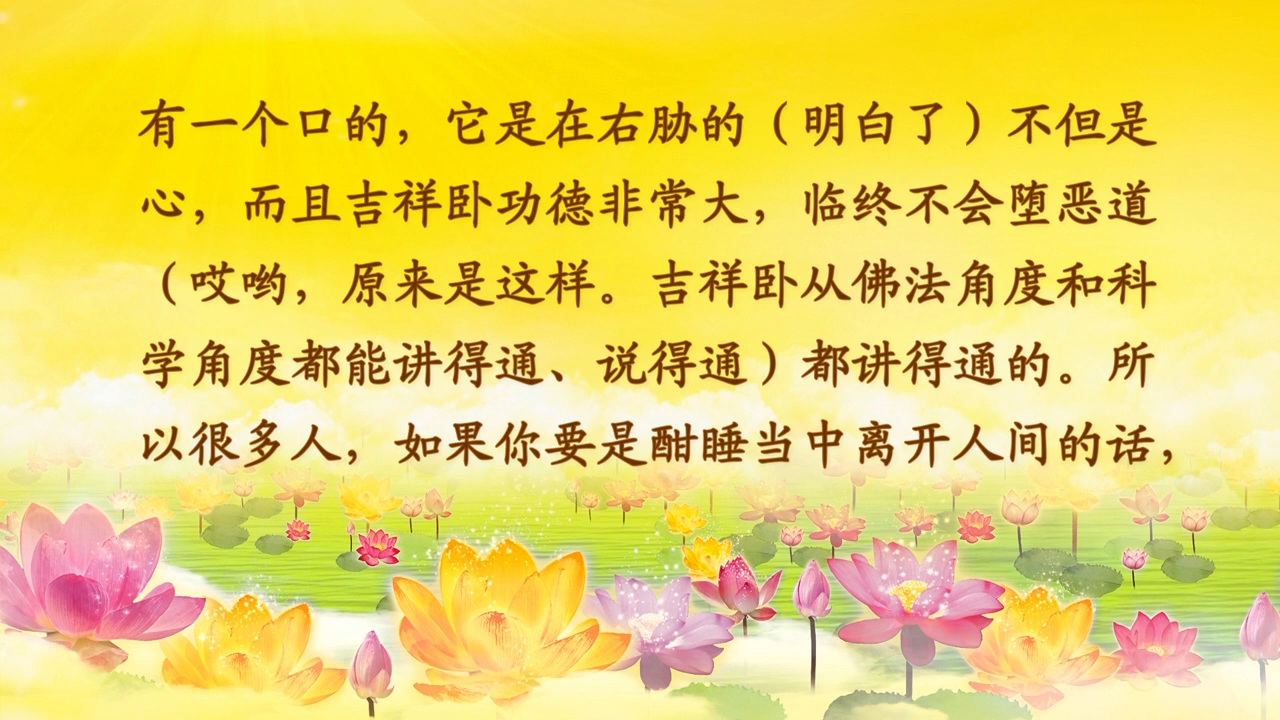 有一个口的，它是在右胁的（明白了）不但是
心，而且吉祥卧功德非常大，临终不会堕恶道
（哎哟，原来是这样。吉祥卧从佛法角度和科
学角度都能讲得通、说得通）都讲得通的。所
以很多人，如果你要是酣睡当中离开人间的话，